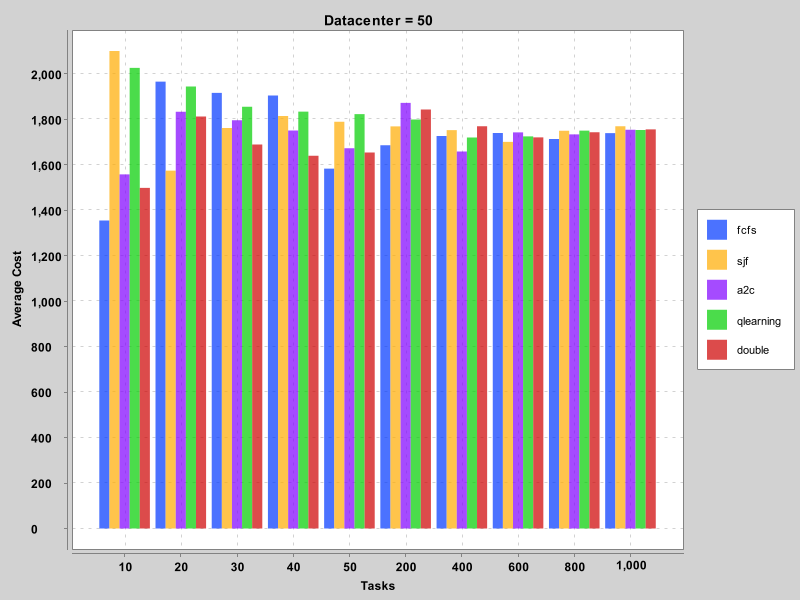 Datacenter = 50
Average Cost
2,000
1,800
1,600
1,400
1,200
1,000
800
600
400
200
0
10 20 30 40 50 200 400 600 800 1,000
Tasks
fcfs
sjf
a2c
qlearning
double